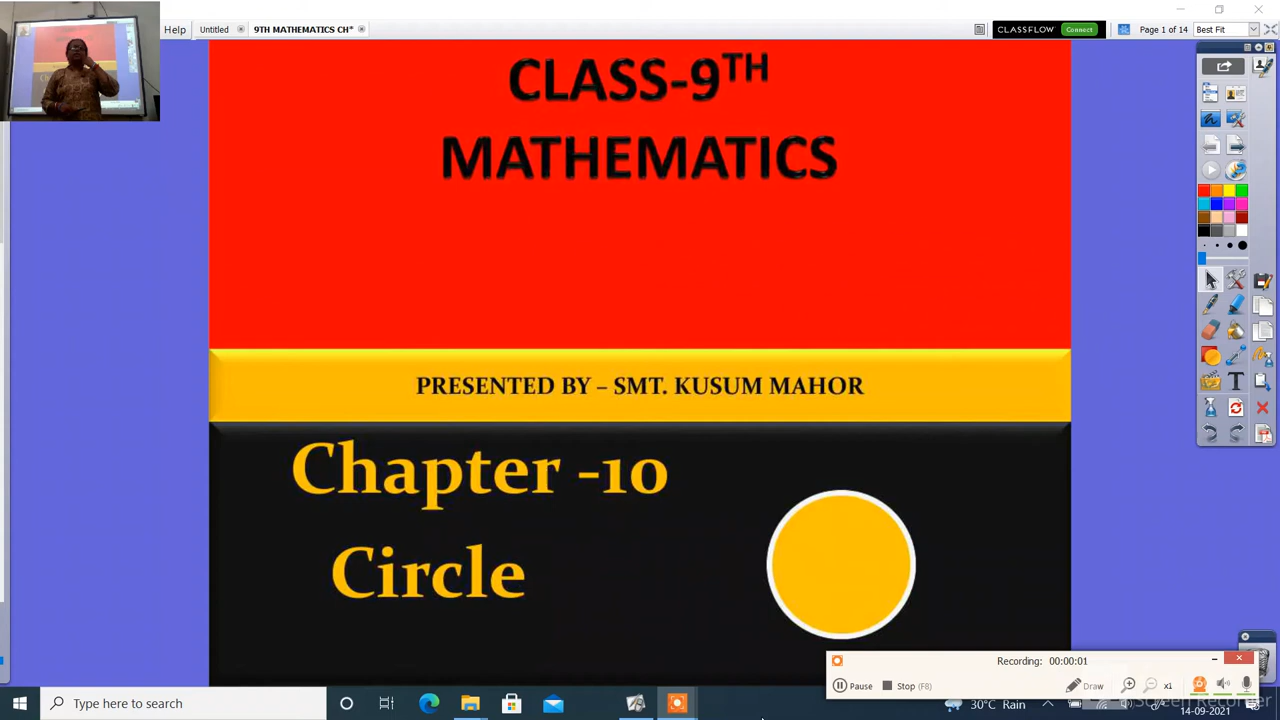 Help
Untitled
9TH MATHEMATICS CH*
CLASSFLOW
Connect
Page 1 of 14
Best Fit
CLASS-9TH
MATHEMATICS
PRESENTED BY – SMT. KUSUM MAHOR
Chapter -10
Circle
Recording: 00:00:01
Pause
Stop (F8)
Draw
x1
Type here to search
30°C Rain
14-09-2021